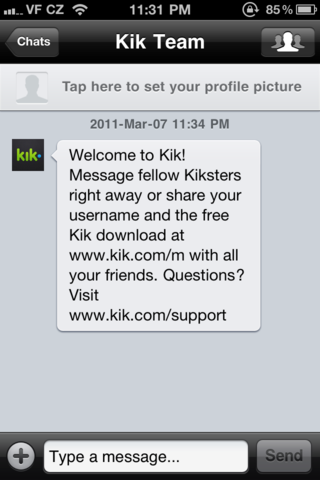 VF CZ 11:31 PM 85%
Chats Kik Team
Tap here to set your profile picture
2011-Mar-07 11:34 PM
kik
Welcome to Kik!
Message fellow Kiksters
right away or share your
username and the free
Kik download at
www.kik.com/m with all
your friends. Questions?
Visit
www.kik.com/support
Type a message...
Send